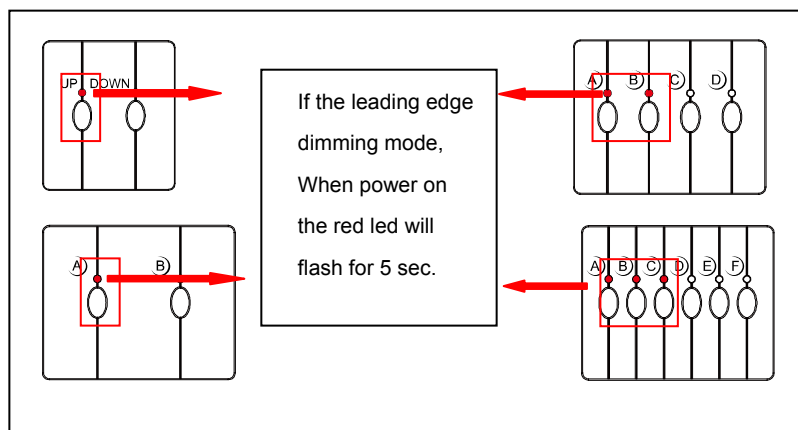 UP DOWN
If the leading edge
dimming mode,
When power on
the red led will
flash for 5 sec.
A) B) C) D)
A) B)
A) B) C) D) E) F)